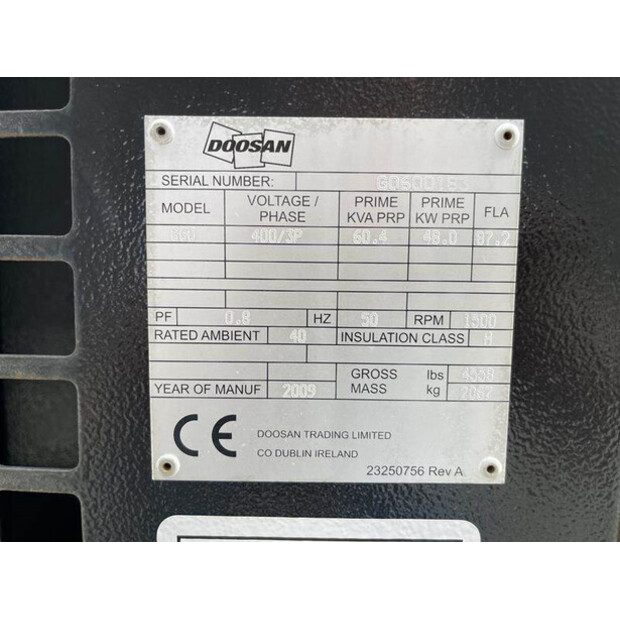 DOOSAN
SERIAL NUMBER:
MODEL VOLTAGE / PHASE PRIME KVA PRP PRIME KW PRP FLA
400/3P 60.4 48.0 87.2
PF 0.8 HZ 50 RPM 1500
RATED AMBIENT 40 INSULATION CLASS H
GROSS MASS lbs
YEAR OF MANUF 2009 kg
CE
DOOSAN TRADING LIMITED
CO DUBLIN IRELAND
23250756 Rev A